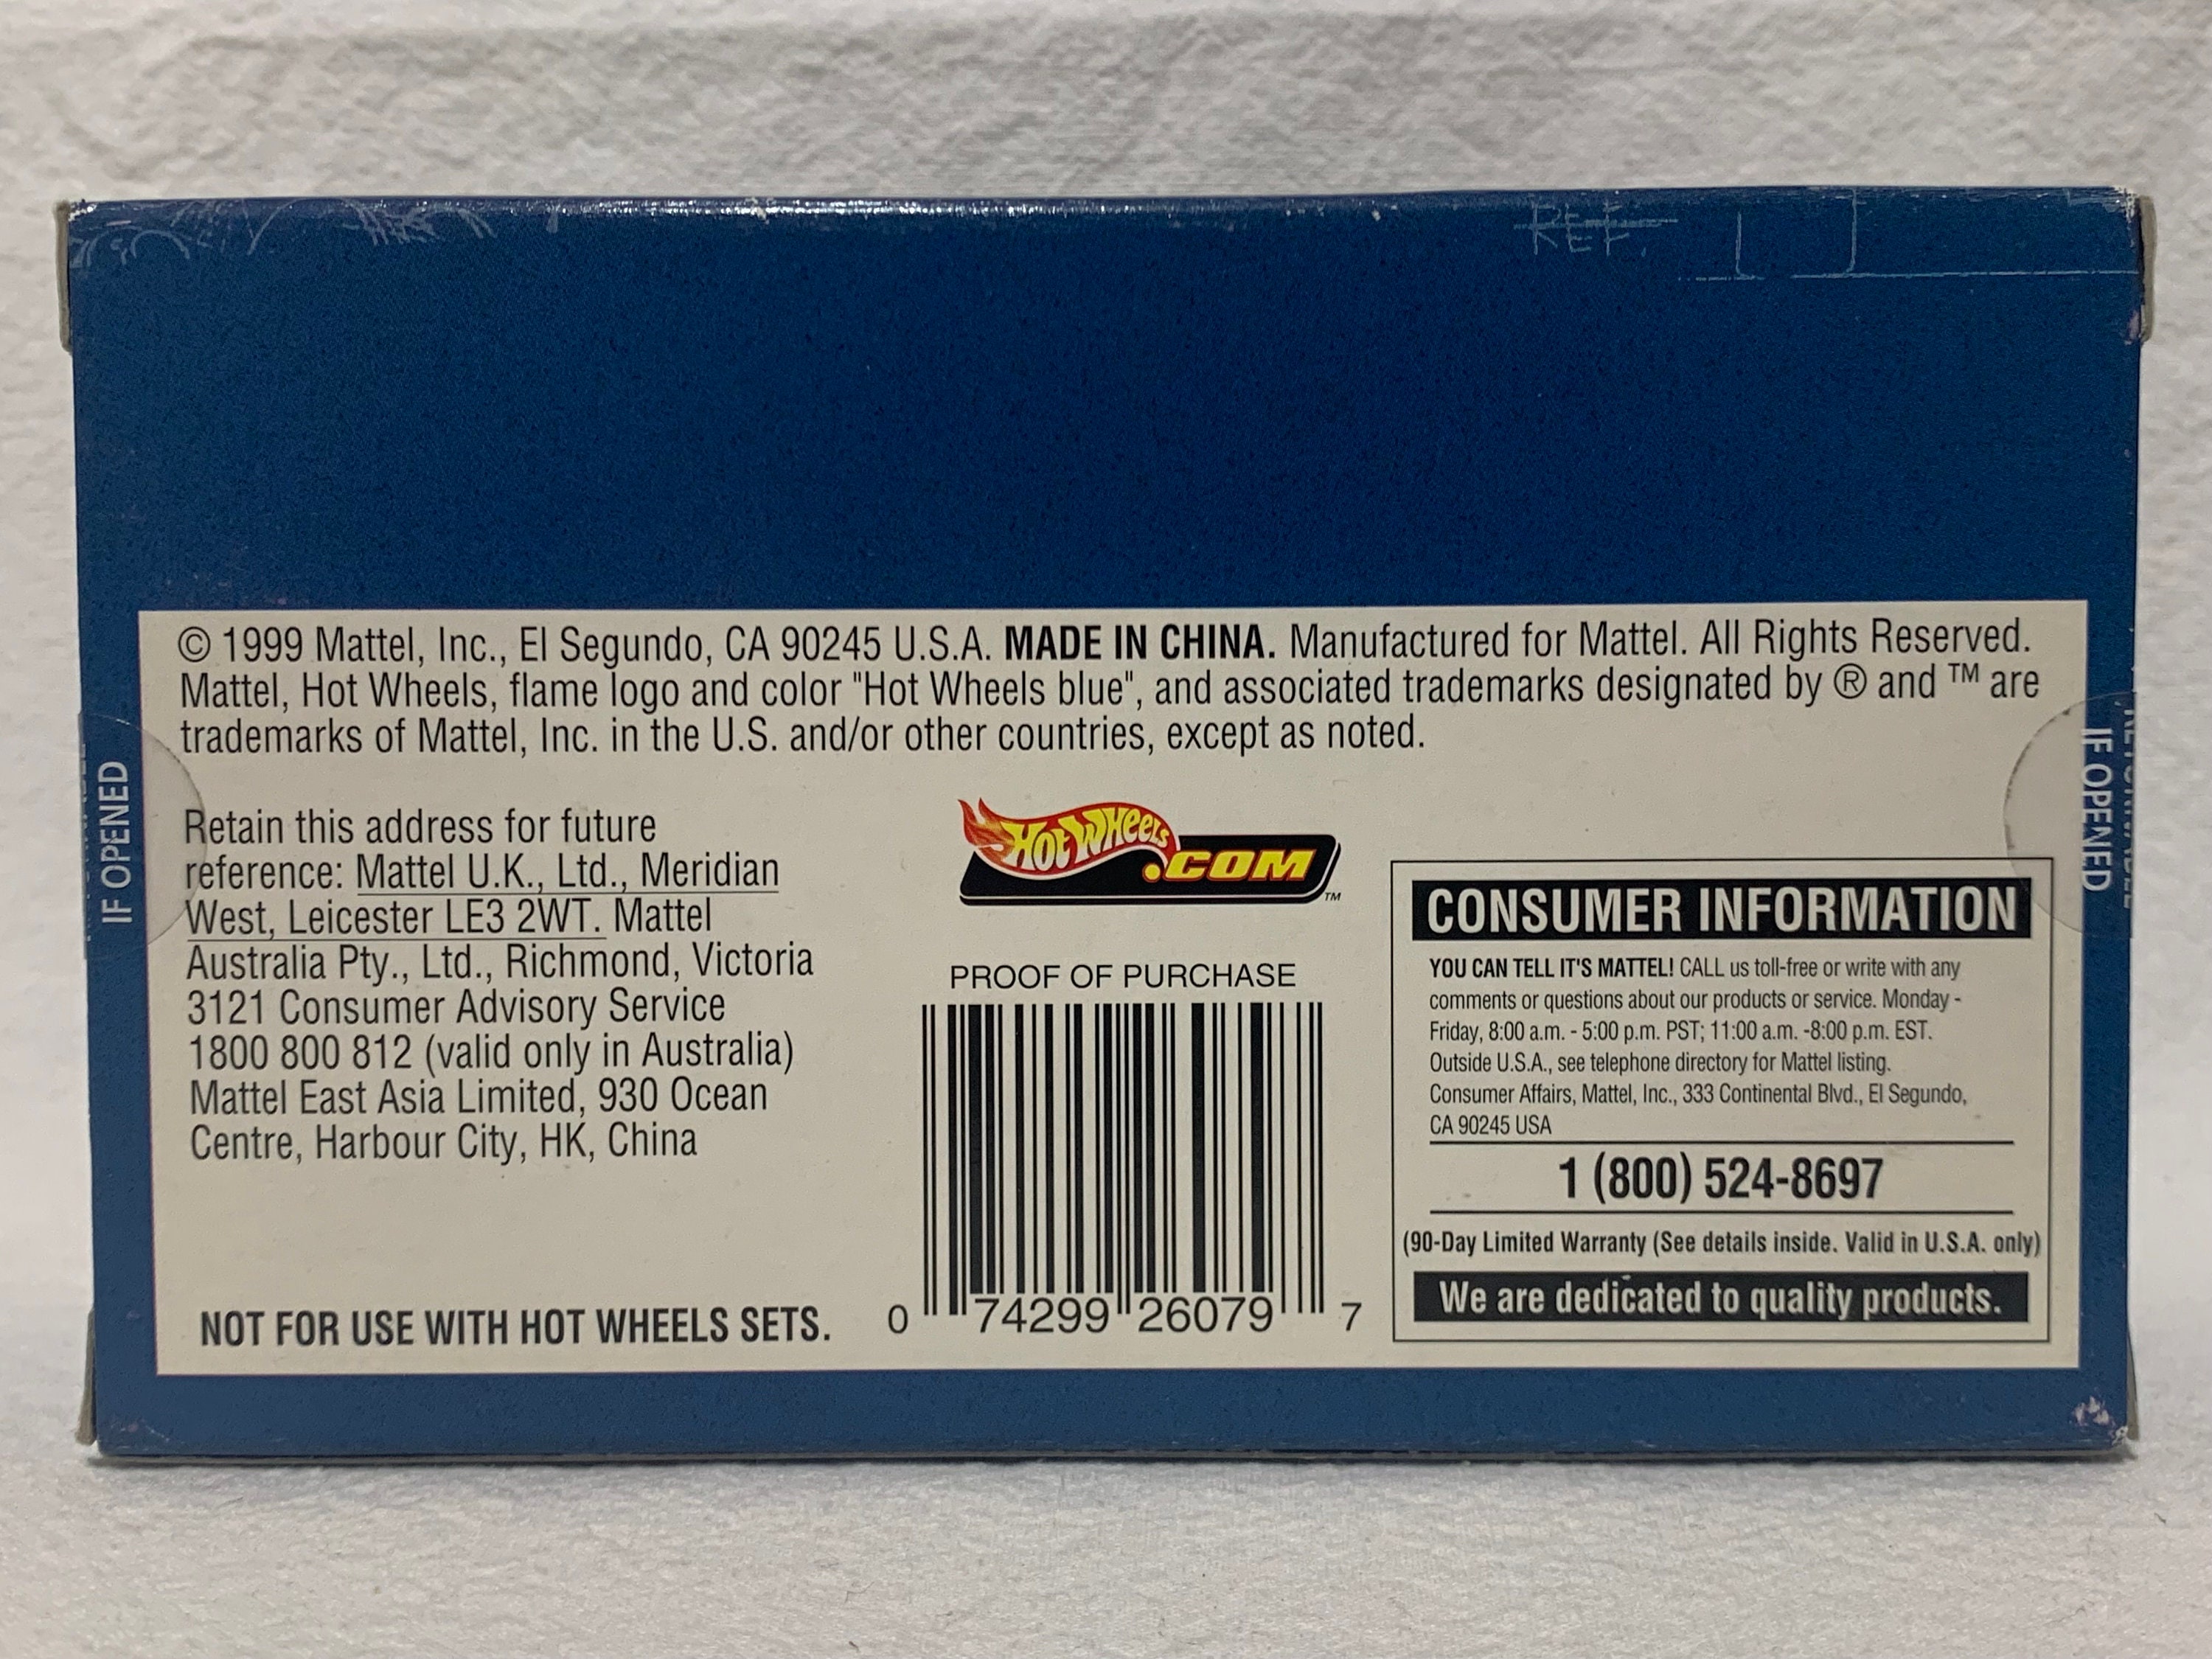 REF.
© 1999 Mattel, Inc., El Segundo, CA 90245 U.S.A. MADE IN CHINA. Manufactured for Mattel. All Rights Reserved.
Mattel, Hot Wheels, flame logo and color "Hot Wheels blue", and associated trademarks designated by ® and ™ are
trademarks of Mattel, Inc. in the U.S. and/or other countries, except as noted.
IF OPENED
Retain this address for future
reference: Mattel U.K., Ltd., Meridian
West, Leicester LE3 2WT. Mattel
Australia Pty., Ltd., Richmond, Victoria
3121 Consumer Advisory Service
1800 800 812 (valid only in Australia)
Mattel East Asia Limited, 930 Ocean
Centre, Harbour City, HK, China
NOT FOR USE WITH HOT WHEELS SETS.
Hot Wheels
.COM ™
PROOF OF PURCHASE
0 74299 26079 7
CONSUMER INFORMATION
YOU CAN TELL IT'S MATTEL! CALL us toll-free or write with any
comments or questions about our products or service. Monday -
Friday, 8:00 a.m. - 5:00 p.m. PST; 11:00 a.m. -8:00 p.m. EST.
Outside U.S.A., see telephone directory for Mattel listing.
Consumer Affairs, Mattel, Inc., 333 Continental Blvd., El Segundo,
CA 90245 USA
1 (800) 524-8697
(90-Day Limited Warranty (See details inside. Valid in U.S.A. only)
We are dedicated to quality products.
IF OPENED